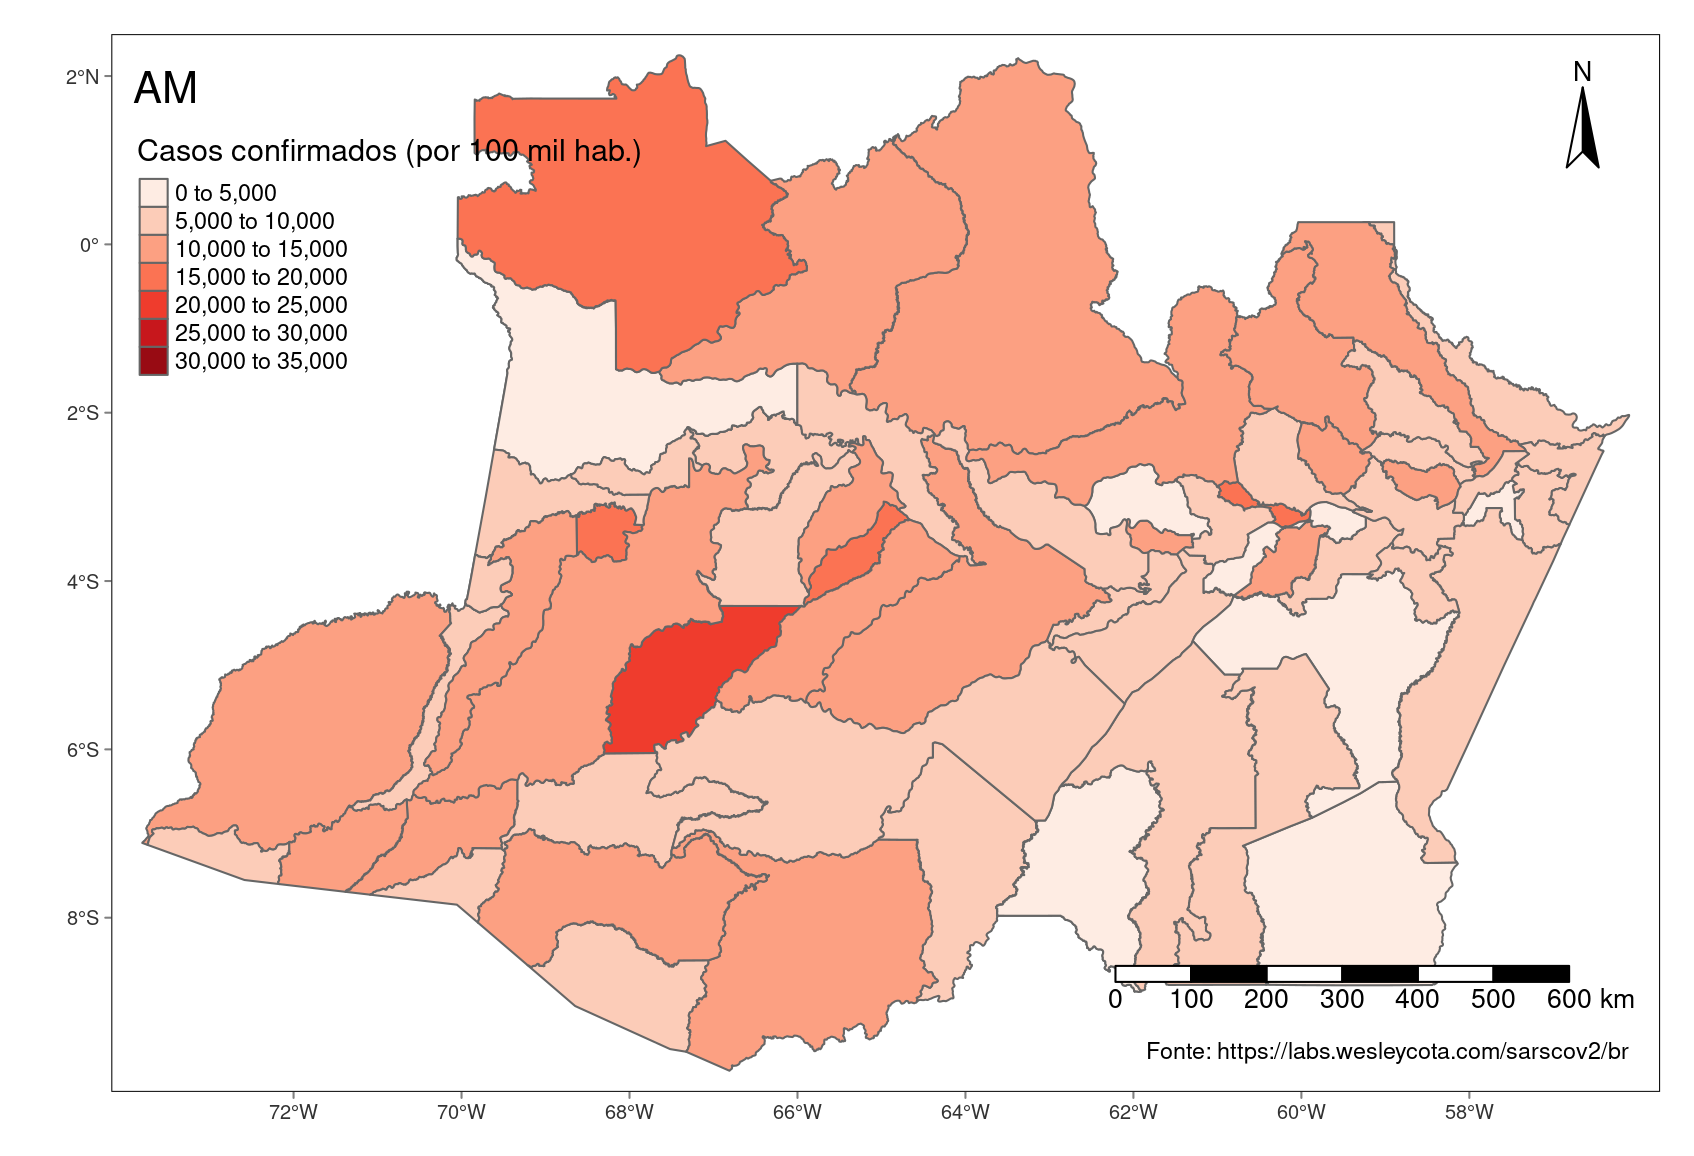 AM
N
Casos confirmados (por 100 mil hab.)
0 to 5,000
5,000 to 10,000
10,000 to 15,000
15,000 to 20,000
20,000 to 25,000
25,000 to 30,000
30,000 to 35,000
2°N
0°
2°S
4°S
6°S
8°S
0 100 200 300 400 500 600 km
Fonte: https://labs.wesleycota.com/sarscov2/br
72°W 70°W 68°W 66°W 64°W 62°W 60°W 58°W